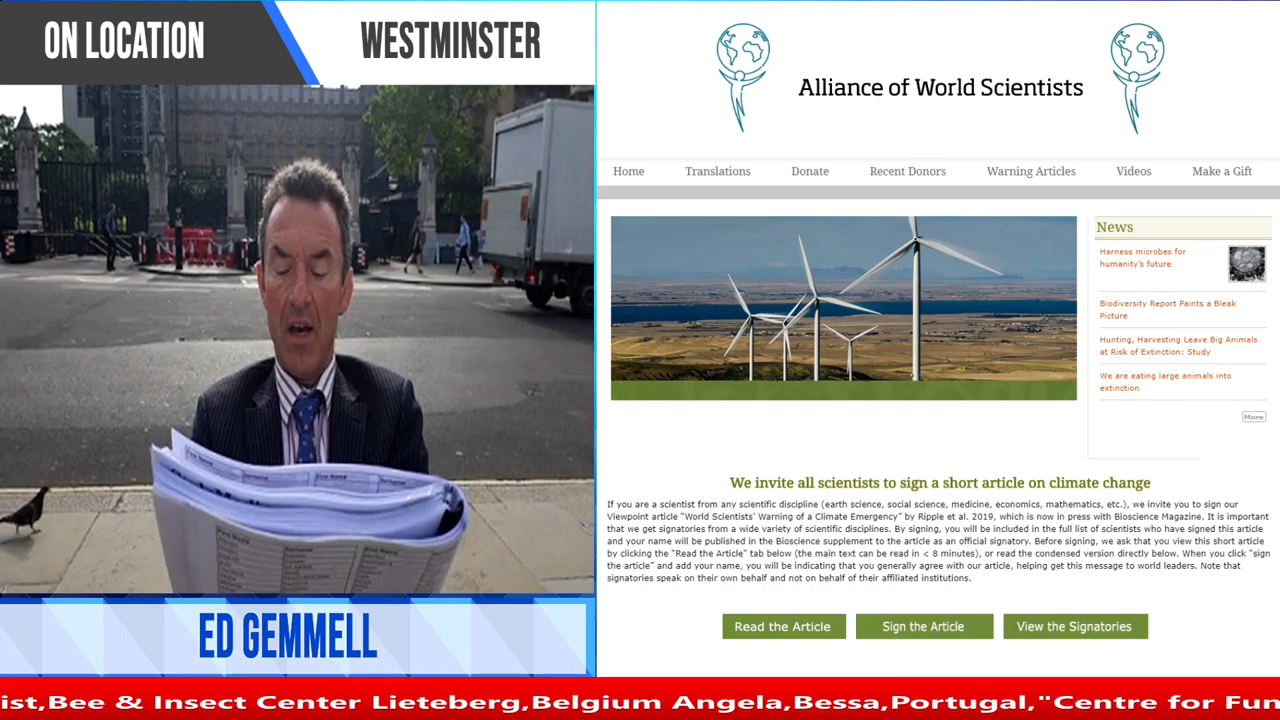 ON LOCATION
WESTMINSTER
Alliance of World Scientists
Home Translations Donate Recent Donors Warning Articles Videos Make a Gift
News
Harness microbes for
humanity's future
Biodiversity Report Paints a Bleak
Picture
Hunting, Harvesting Leave Big Animals
at Risk of Extinction: Study
We are eating large animals into
extinction
More
We invite all scientists to sign a short article on climate change
If you are a scientist from any scientific discipline (earth science, social science, medicine, economics, mathematics, etc.), we invite you to sign our
Viewpoint article "World Scientists' Warning of a Climate Emergency" by Ripple et al. 2019, which is now in press with Bioscience Magazine. It is important
that we get signatories from a wide variety of scientific disciplines. By signing, you will be included in the full list of scientists who have signed this article
and your name will be published in the Bioscience supplement to the article as an official signatory. Before signing, we ask that you view this short article
by clicking the "Read the Article" tab below (the main text can be read in < 8 minutes), or read the condensed version directly below. When you click "sign
the article" and add your name, you will be indicating that you generally agree with our article, helping get this message to world leaders. Note that
signatories speak on their own behalf and not on behalf of their affiliated institutions.
Read the Article Sign the Article View the Signatories
ED GEMMELL
ist,Bee & Insect Center Lieteberg,Belgium Angela,Bessa,Portugal,"Centre for Fun